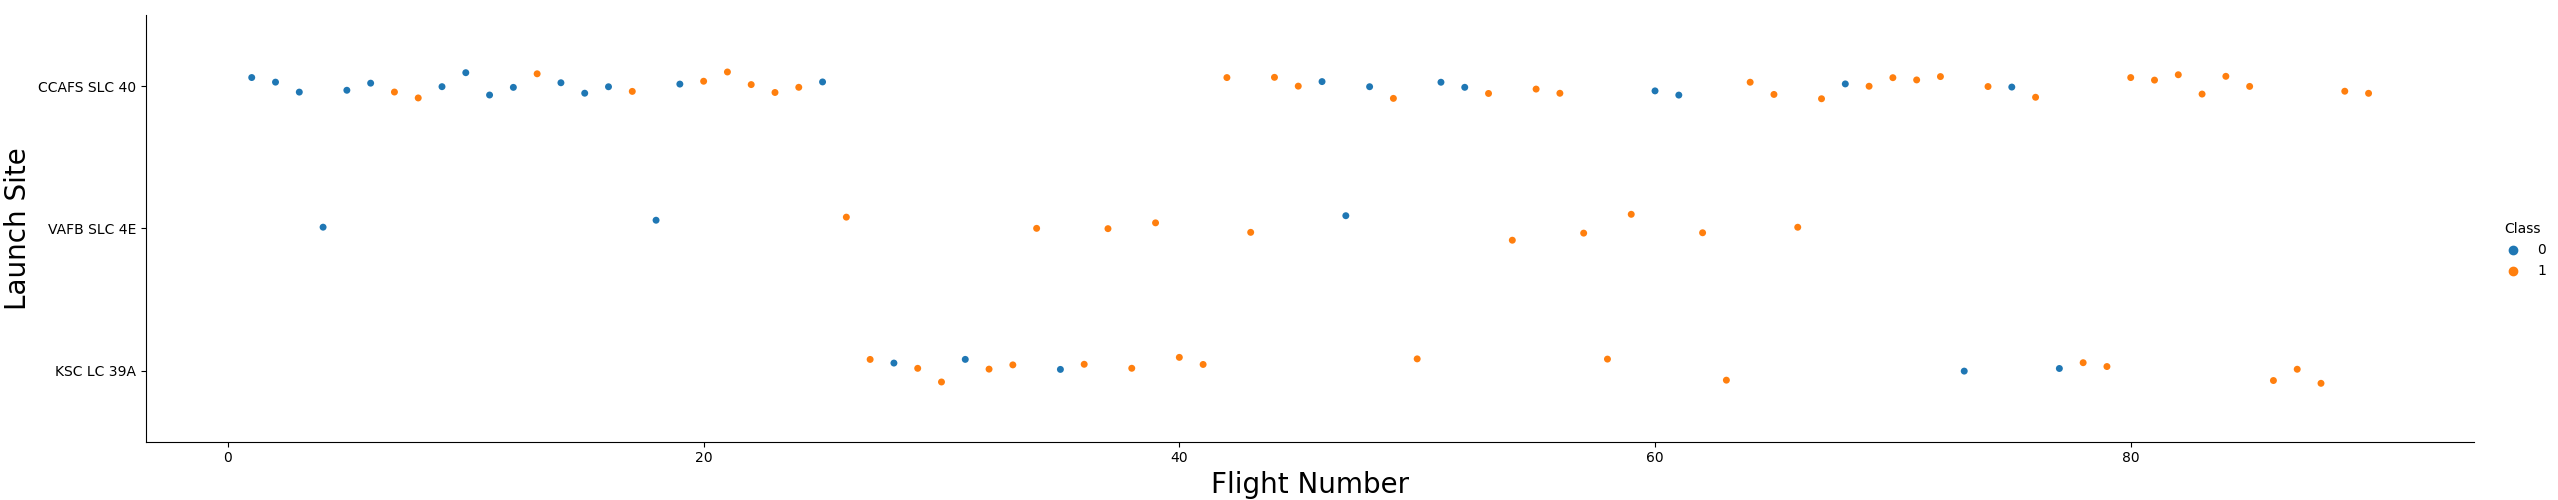 Launch Site
CCAFS SLC 40
VAFB SLC 4E
KSC LC 39A
0 20 40 60 80
Flight Number
Class
0
1